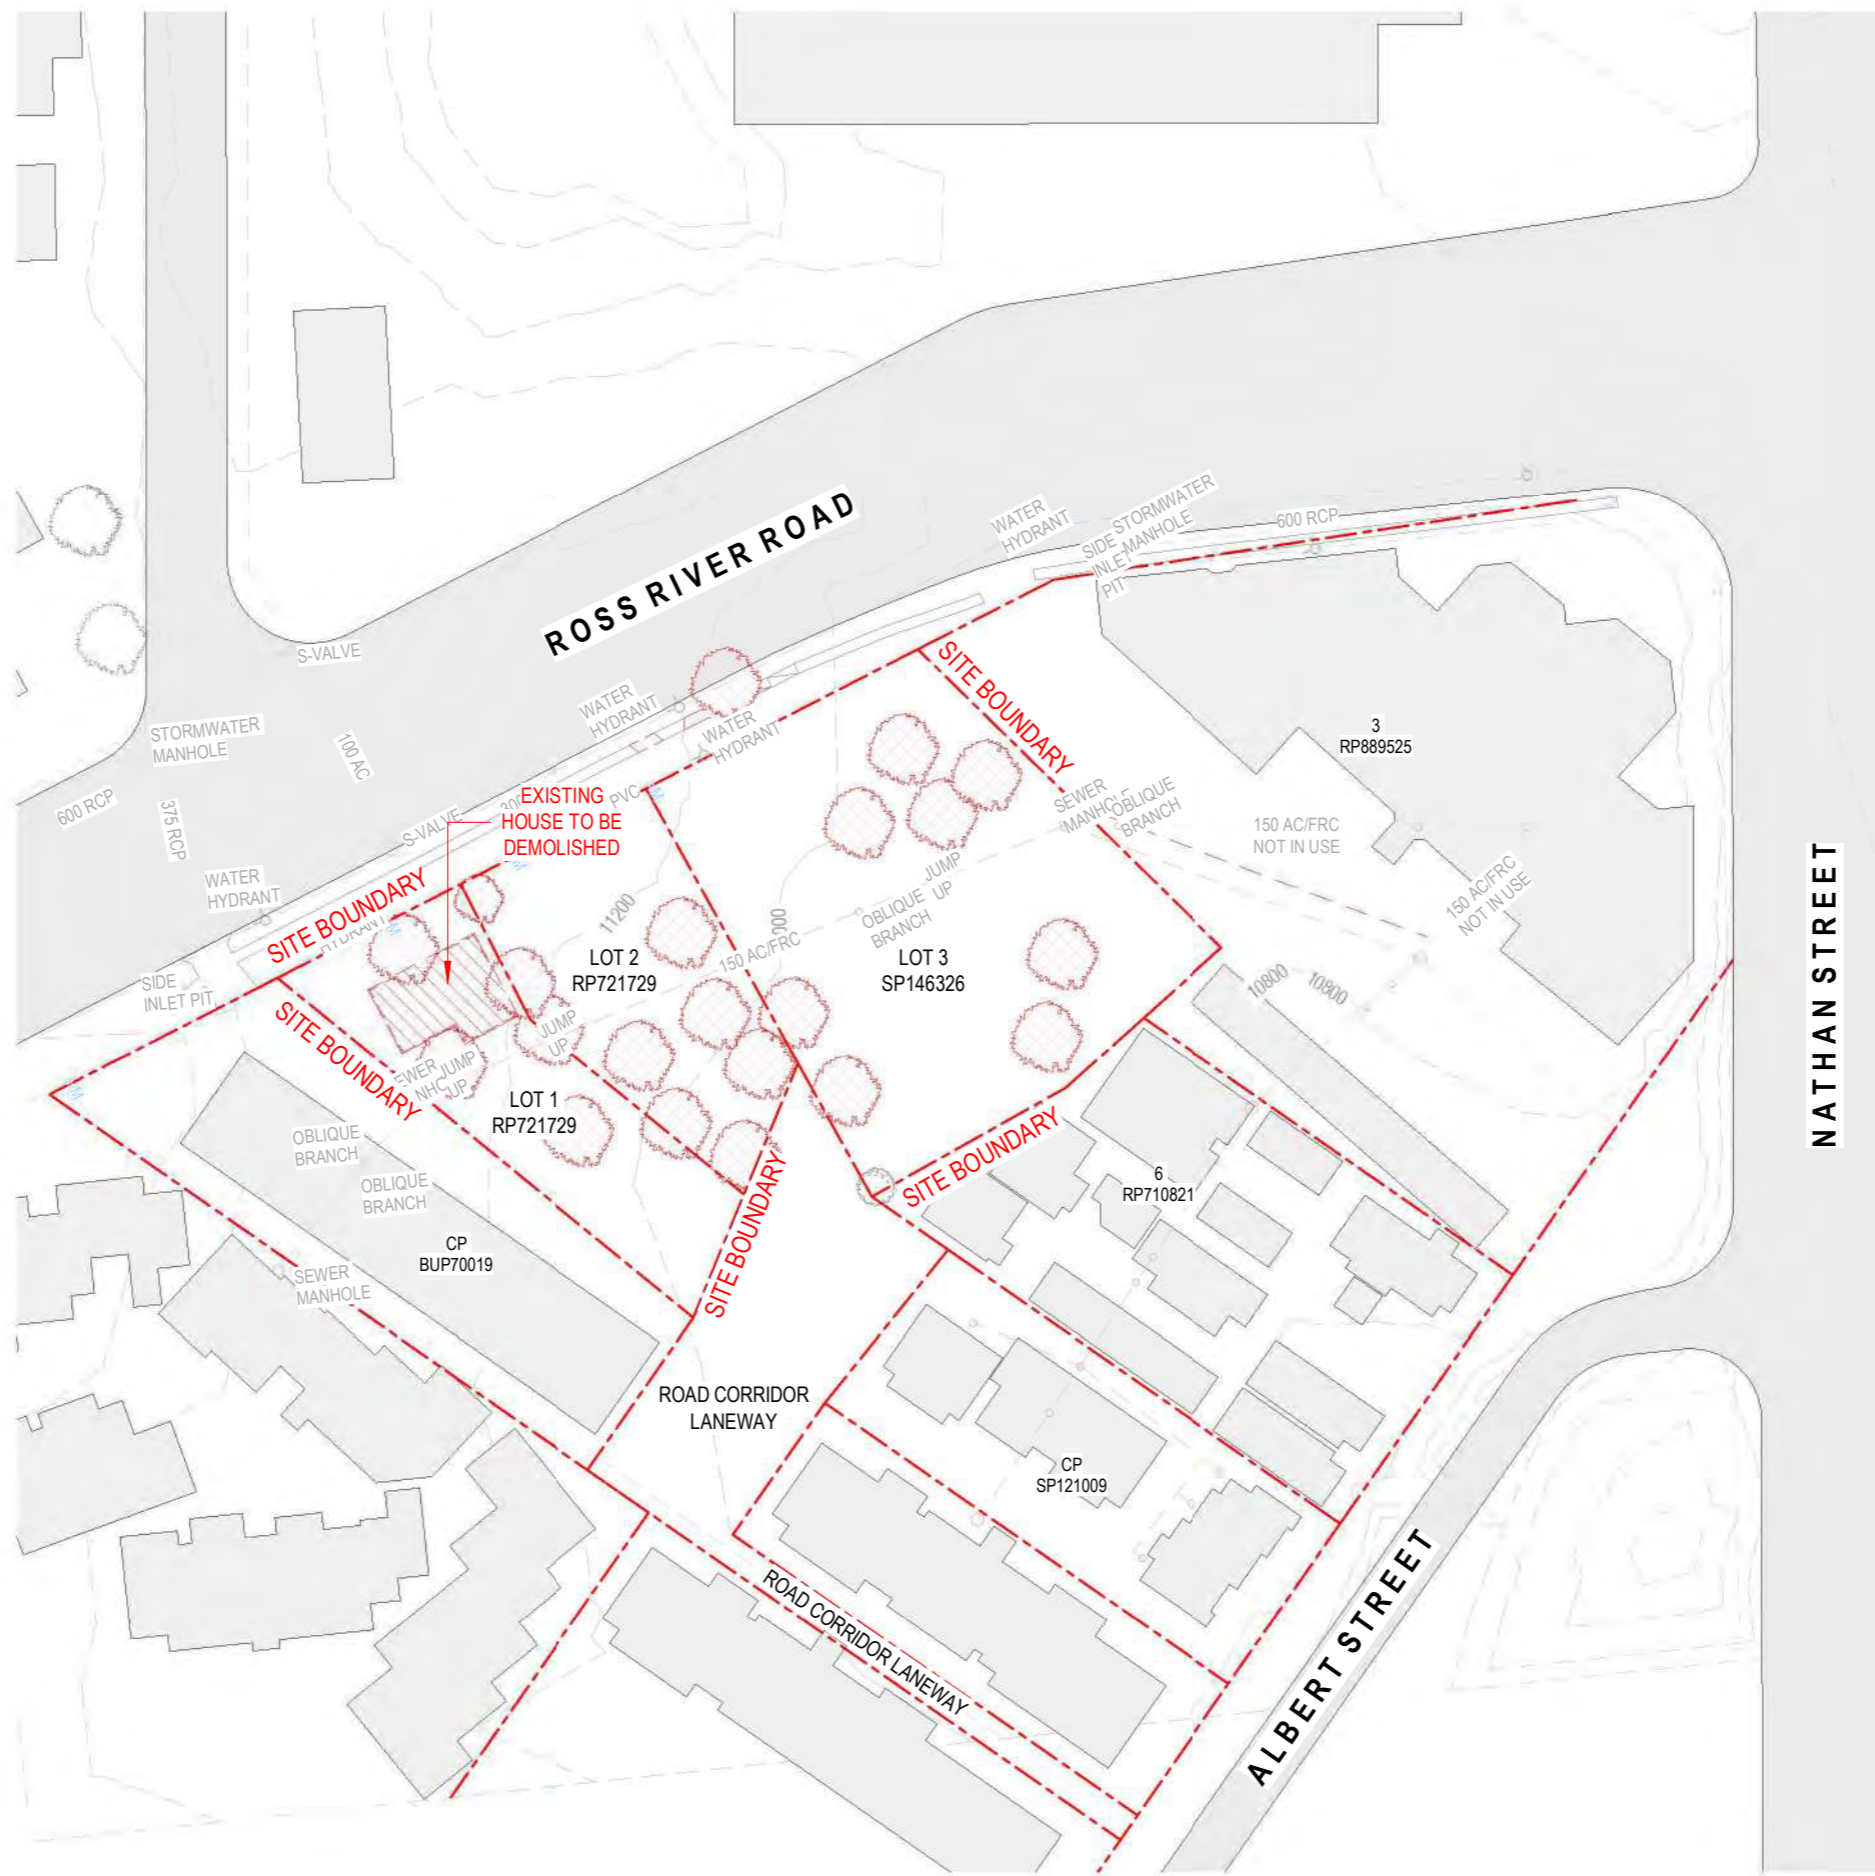 ROSS RIVER ROAD
WATER
HYDRANT
SIDE
INLET
PIT
STORMWATER
MANHOLE
600 RCP
S-VALVE
STORMWATER
MANHOLE
100 AC
WATER
HYDRANT
WATER
HYDRANT
SITE BOUNDARY
3
RP889525
600 RCP
375 RCP
S-VALVE
PVC
EXISTING
HOUSE TO BE
DEMOLISHED
SEWER
OBLIQUE
BRANCH
150 AC/FRC
NOT IN USE
150 AC/FRC
NOT IN USE
WATER
HYDRANT
SITE BOUNDARY
11200
JUMP
UP
OBLIQUE
BRANCH
150 AC/FRC
LOT 2
RP721729
LOT 3
SP146326
10800
10800
SIDE
INLET PIT
SITE BOUNDARY
JUMP
UP
JUMP
UP
LOT 1
RP721729
OBLIQUE
BRANCH
OBLIQUE
BRANCH
SITE BOUNDARY
SITE BOUNDARY
6
RP710821
CP
BUP70019
SEWER
MANHOLE
ROAD CORRIDOR
LANEWAY
CP
SP121009
ROAD CORRIDOR LANEWAY
ALBERT STREET
NATHAN STREET